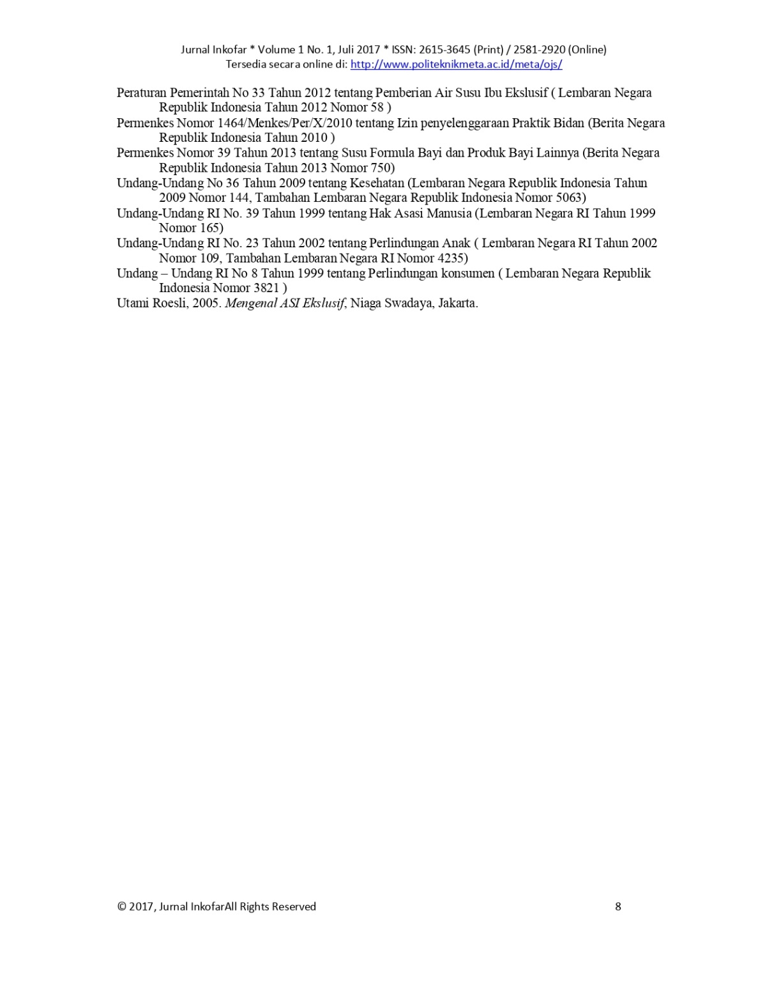 Jurnal Inkofar * Volume 1 No. 1, Juli 2017 * ISSN: 2615-3645 (Print) / 2581-2920 (Online)
Tersedia secara online di: http://www.politeknikmeta.ac.id/meta/ojs/
Peraturan Pemerintah No 33 Tahun 2012 tentang Pemberian Air Susu Ibu Ekslusif ( Lembaran Negara
Republik Indonesia Tahun 2012 Nomor 58 )
Permenkes Nomor 1464/Menkes/Per/X/2010 tentang Izin penyelenggaraan Praktik Bidan (Berita Negara
Republik Indonesia Tahun 2010 )
Permenkes Nomor 39 Tahun 2013 tentang Susu Formula Bayi dan Produk Bayi Lainnya (Berita Negara
Republik Indonesia Tahun 2013 Nomor 750)
Undang-Undang No 36 Tahun 2009 tentang Kesehatan (Lembaran Negara Republik Indonesia Tahun
2009 Nomor 144, Tambahan Lembaran Negara Republik Indonesia Nomor 5063)
Undang-Undang RI No. 39 Tahun 1999 tentang Hak Asasi Manusia (Lembaran Negara RI Tahun 1999
Nomor 165)
Undang-Undang RI No. 23 Tahun 2002 tentang Perlindungan Anak ( Lembaran Negara RI Tahun 2002
Nomor 109, Tambahan Lembaran Negara RI Nomor 4235)
Undang – Undang RI No 8 Tahun 1999 tentang Perlindungan konsumen ( Lembaran Negara Republik
Indonesia Nomor 3821 )
Utami Roesli, 2005. Mengenal ASI Ekslusif, Niaga Swadaya, Jakarta.
© 2017, Jurnal InkofarAll Rights Reserved 8